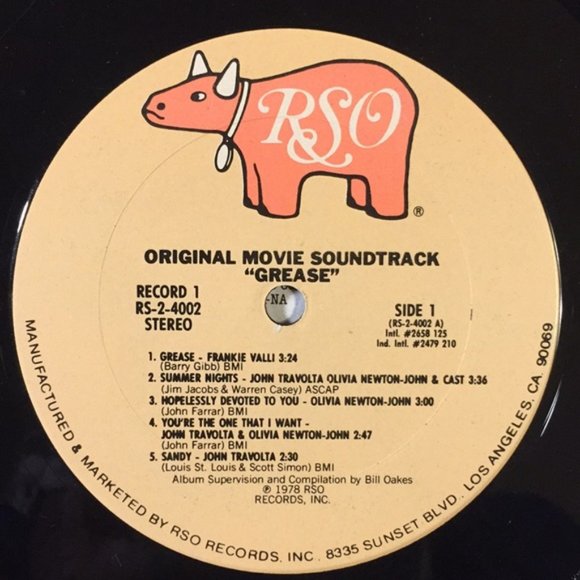 RSO
®
ORIGINAL MOVIE SOUNDTRACK
"GREASE"
RECORD 1
RS-2-4002
STEREO
-NA
SIDE 1
(RS-2-4002 A)
Intl. #2658 125
Ind. Intl. #2479 210
1. GREASE - FRANKIE VALLI 3:24
(Barry Gibb) BMI
2. SUMMER NIGHTS - JOHN TRAVOLTA OLIVIA NEWTON-JOHN & CAST 3:36
(Jim Jacobs & Warren Casey) ASCAP
3. HOPELESSLY DEVOTED TO YOU - OLIVIA NEWTON-JOHN 3:00
(John Farrar) BMI
4. YOU'RE THE ONE THAT I WANT -
JOHN TRAVOLTA & OLIVIA NEWTON-JOHN 2:47
(John Farrar) BMI
5. SANDY - JOHN TRAVOLTA 2:30
(Louis St. Louis & Scott Simon) BMI
Album Supervision and Compilation by Bill Oakes
℗ 1978 RSO
RECORDS, INC.
MANUFACTURED & MARKETED BY RSO RECORDS, INC. 8335 SUNSET BLVD. LOS ANGELES, CA. 90069